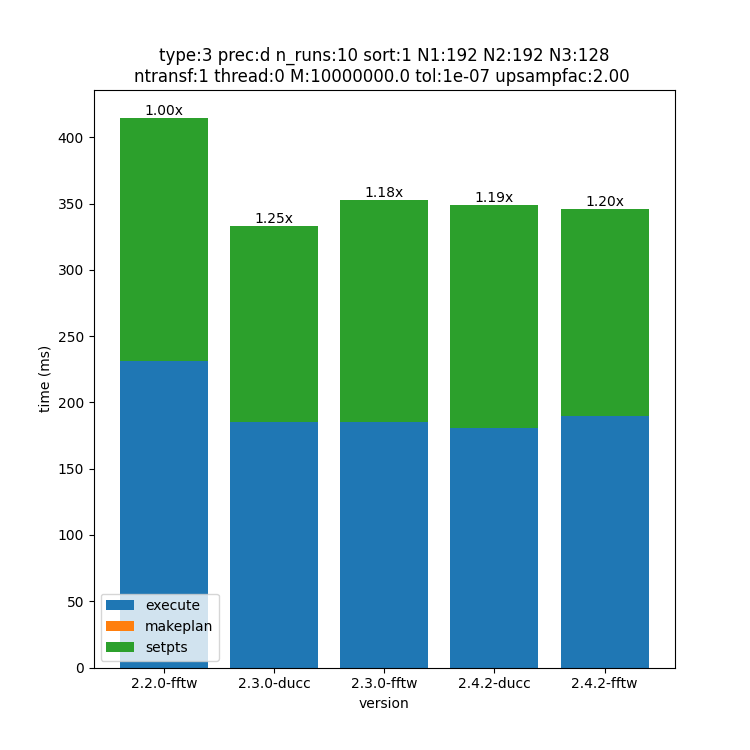 type:3 prec:d n_runs:10 sort:1 N1:192 N2:192 N3:128
ntransf:1 thread:0 M:10000000.0 tol:1e-07 upsampfac:2.00
400
350
300
250
200
150
100
50
0
time (ms)
1.00x
1.25x
1.18x
1.19x
1.20x
execute
makeplan
setpts
2.2.0-fftw
2.3.0-ducc
2.3.0-fftw
2.4.2-ducc
2.4.2-fftw
version